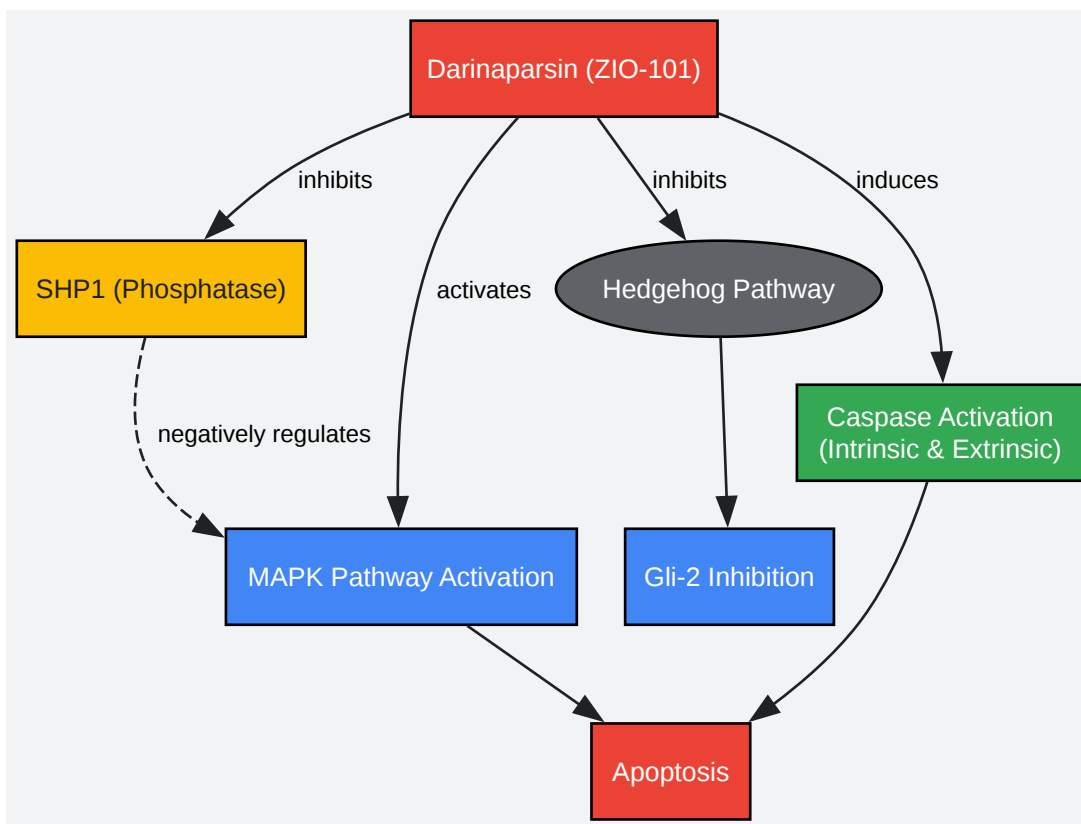 Darinaparsin (ZIO-101)
inhibits
inhibits
induces
SHP1 (Phosphatase)
activates
Hedgehog Pathway
Caspase Activation
(Intrinsic & Extrinsic)
negatively regulates
MAPK Pathway Activation
Gli-2 Inhibition
Apoptosis